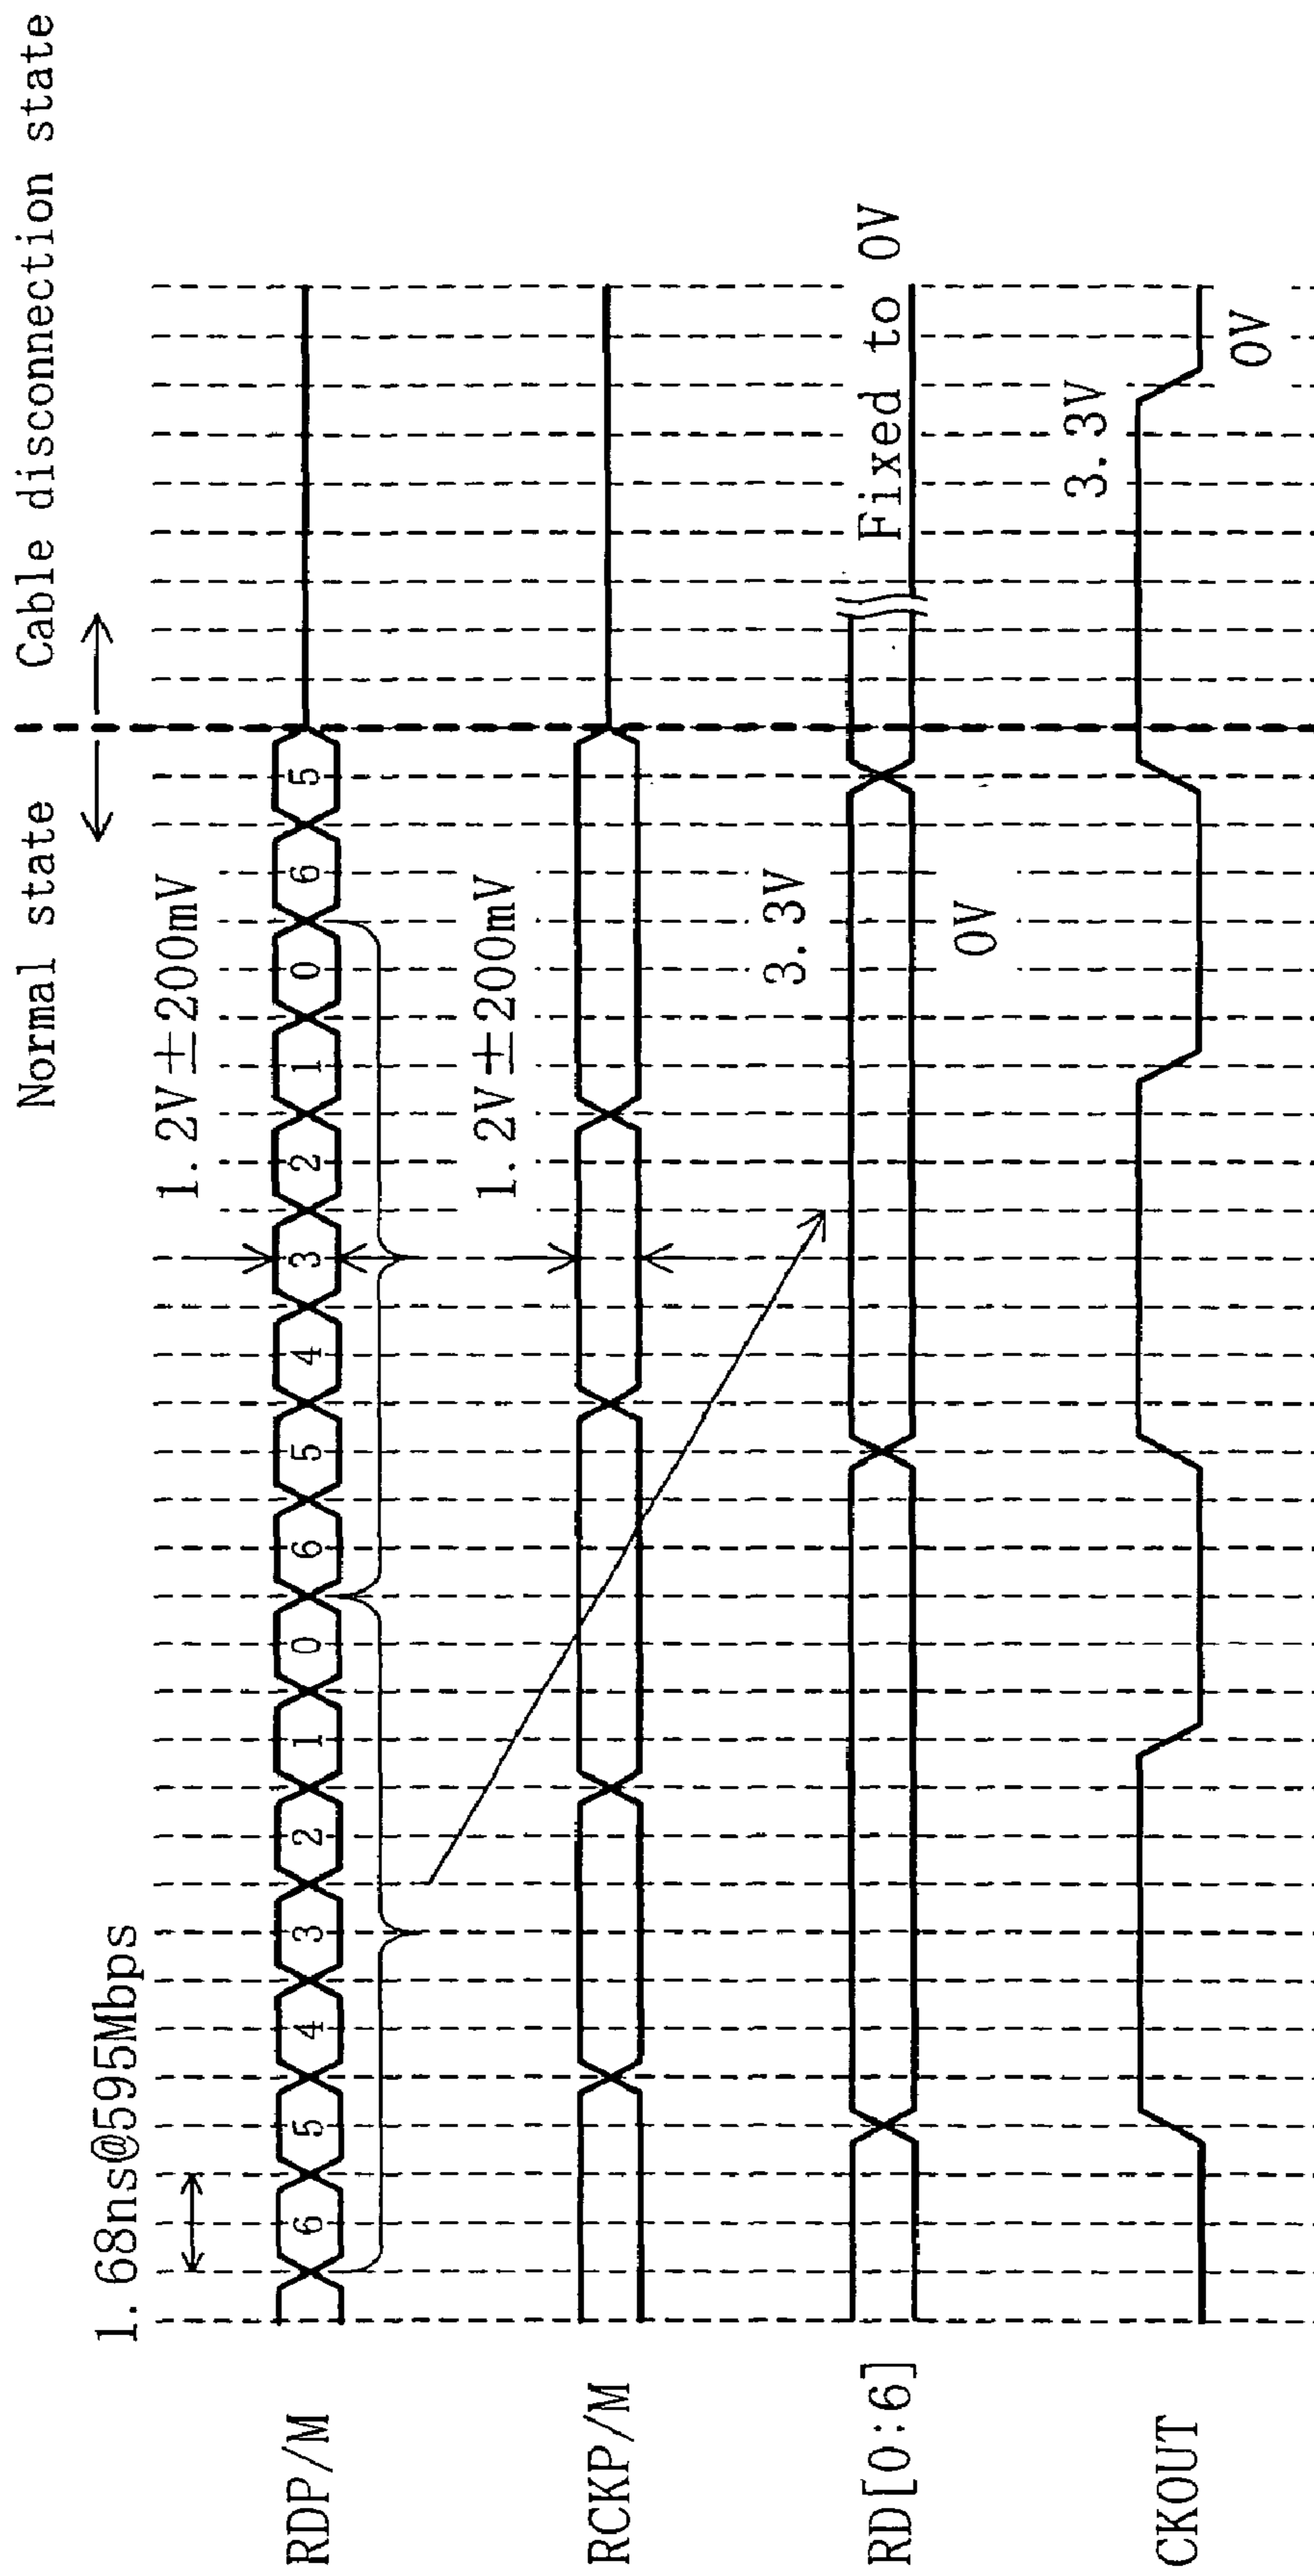 Normal state
Cable disconnection state
1.68ns@595Mbps
1.2V±200mV
RDP/M
6 5 4 3 2 1 0 6 5 4 3 2 1 0 6 5
1.2V±200mV
RCKP/M
3.3V
Fixed to 0V
RD[0:6]
0V
3.3V
CKOUT
0V